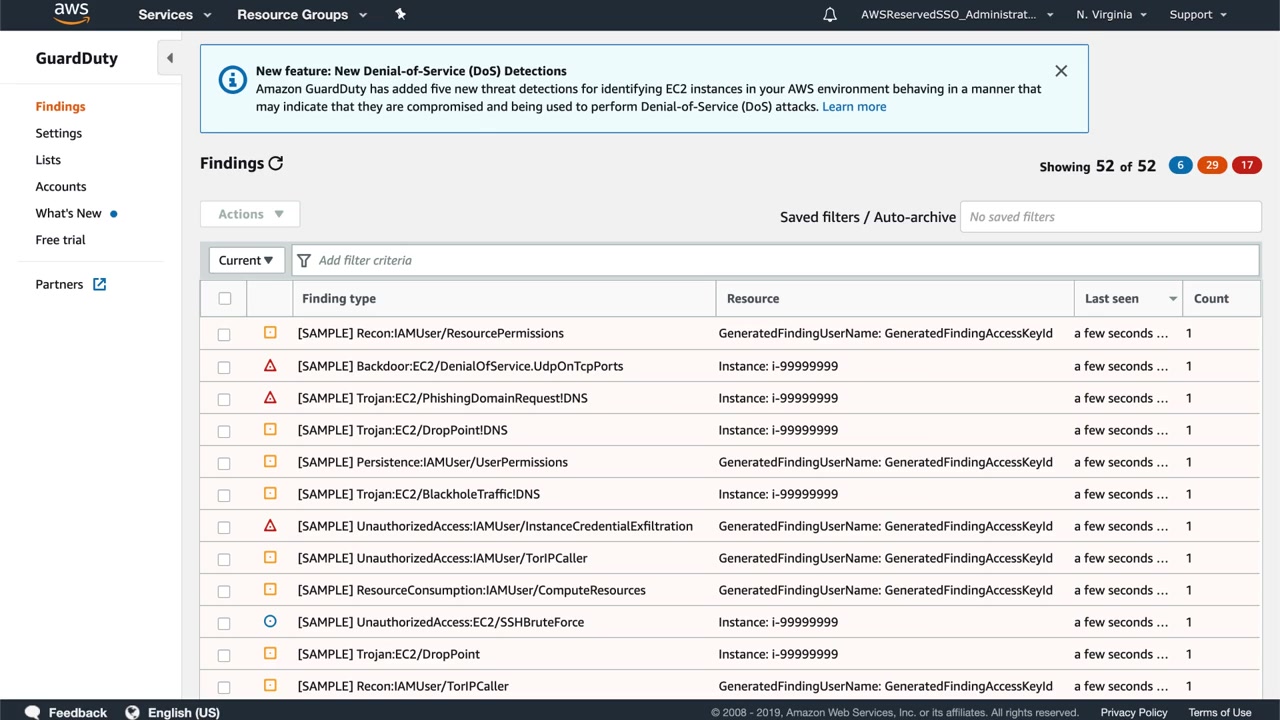 aws
Services
Resource Groups
AWSReservedSSO_Administrat...
N. Virginia
Support
GuardDuty
Findings
Settings
Lists
Accounts
What's New
Free trial
Partners
New feature: New Denial-of-Service (DoS) Detections
Amazon GuardDuty has added five new threat detections for identifying EC2 instances in your AWS environment behaving in a manner that
may indicate that they are compromised and being used to perform Denial-of-Service (DoS) attacks. Learn more
Findings
Showing 52 of 52 6 29 17
Actions
Saved filters / Auto-archive No saved filters
Current Add filter criteria
Finding type Resource Last seen Count
[SAMPLE] Recon:IAMUser/ResourcePermissions GeneratedFindingUserName: GeneratedFindingAccessKeyId a few seconds ... 1
[SAMPLE] Backdoor:EC2/DenialOfService.UdpOnTcpPorts Instance: i-99999999 a few seconds ... 1
[SAMPLE] Trojan:EC2/PhishingDomainRequest!DNS Instance: i-99999999 a few seconds ... 1
[SAMPLE] Trojan:EC2/DropPoint!DNS Instance: i-99999999 a few seconds ... 1
[SAMPLE] Persistence:IAMUser/UserPermissions GeneratedFindingUserName: GeneratedFindingAccessKeyId a few seconds ... 1
[SAMPLE] Trojan:EC2/BlackholeTraffic!DNS Instance: i-99999999 a few seconds ... 1
[SAMPLE] UnauthorizedAccess:IAMUser/InstanceCredentialExfiltration GeneratedFindingUserName: GeneratedFindingAccessKeyId a few seconds ... 1
[SAMPLE] UnauthorizedAccess:IAMUser/TorIPCaller GeneratedFindingUserName: GeneratedFindingAccessKeyId a few seconds ... 1
[SAMPLE] ResourceConsumption:IAMUser/ComputeResources GeneratedFindingUserName: GeneratedFindingAccessKeyId a few seconds ... 1
[SAMPLE] UnauthorizedAccess:EC2/SSHBruteForce Instance: i-99999999 a few seconds ... 1
[SAMPLE] Trojan:EC2/DropPoint Instance: i-99999999 a few seconds ... 1
[SAMPLE] Recon:IAMUser/TorIPCaller GeneratedFindingUserName: GeneratedFindingAccessKeyId a few seconds ... 1
Feedback English (US) © 2008 - 2019, Amazon Web Services, Inc. or its affiliates. All rights reserved. Privacy Policy Terms of Use